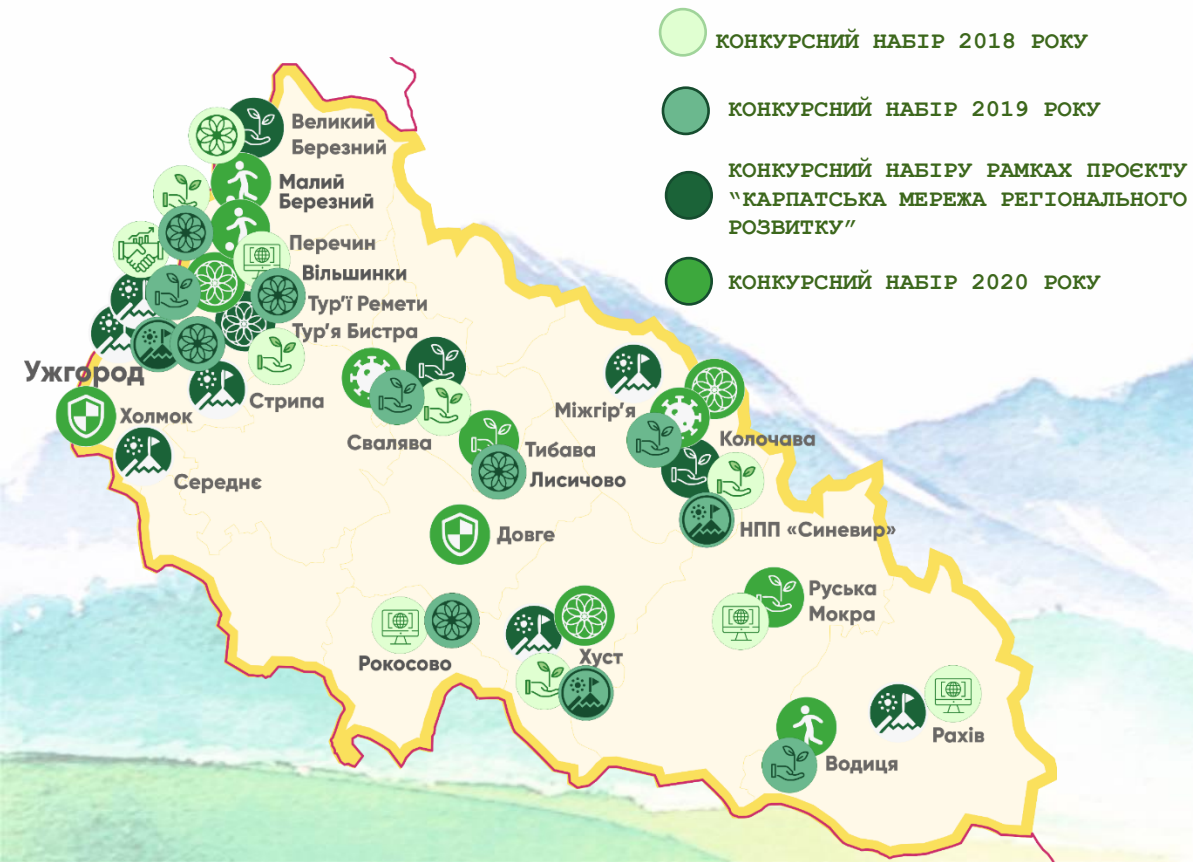 КОНКУРСНИЙ НАБІР 2018 РОКУ
КОНКУРСНИЙ НАБІР 2019 РОКУ
КОНКУРСНИЙ НАБІРУ РАМКАХ ПРОЄКТУ
“КАРПАТСЬКА МЕРЕЖА РЕГІОНАЛЬНОГО
РОЗВИТКУ”
КОНКУРСНИЙ НАБІР 2020 РОКУ
Великий
Березний
Малий
Березний
Перечин
Вільшинки
Тур’ї Ремети
Тур’я Бистра
Ужгород
Стрипа
Холмок
Середнє
Свалява
Тибава
Лисичово
Міжгір’я
Колочава
НПП «Синевир»
Довге
Руська
Мокра
Рокосово
Хуст
Рахів
Водиця